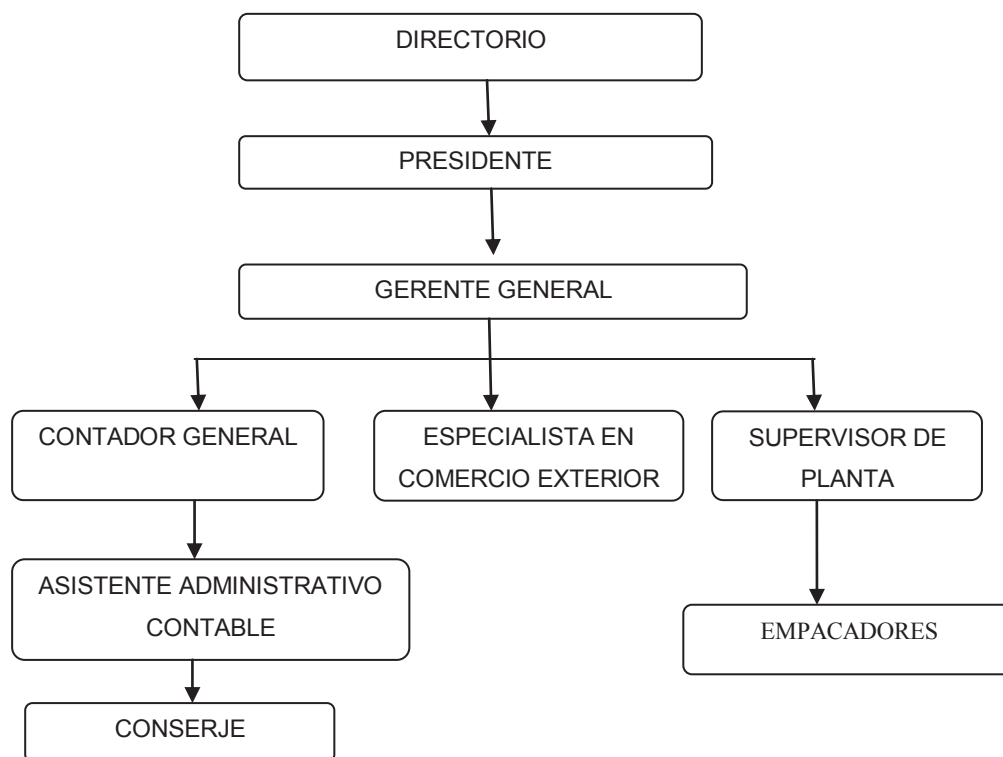 DIRECTORIO
PRESIDENTE
GERENTE GENERAL
CONTADOR GENERAL
ESPECIALISTA EN
COMERCIO EXTERIOR
SUPERVISOR DE
PLANTA
ASISTENTE ADMINISTRATIVO
CONTABLE
EMPACADORES
CONSERJE